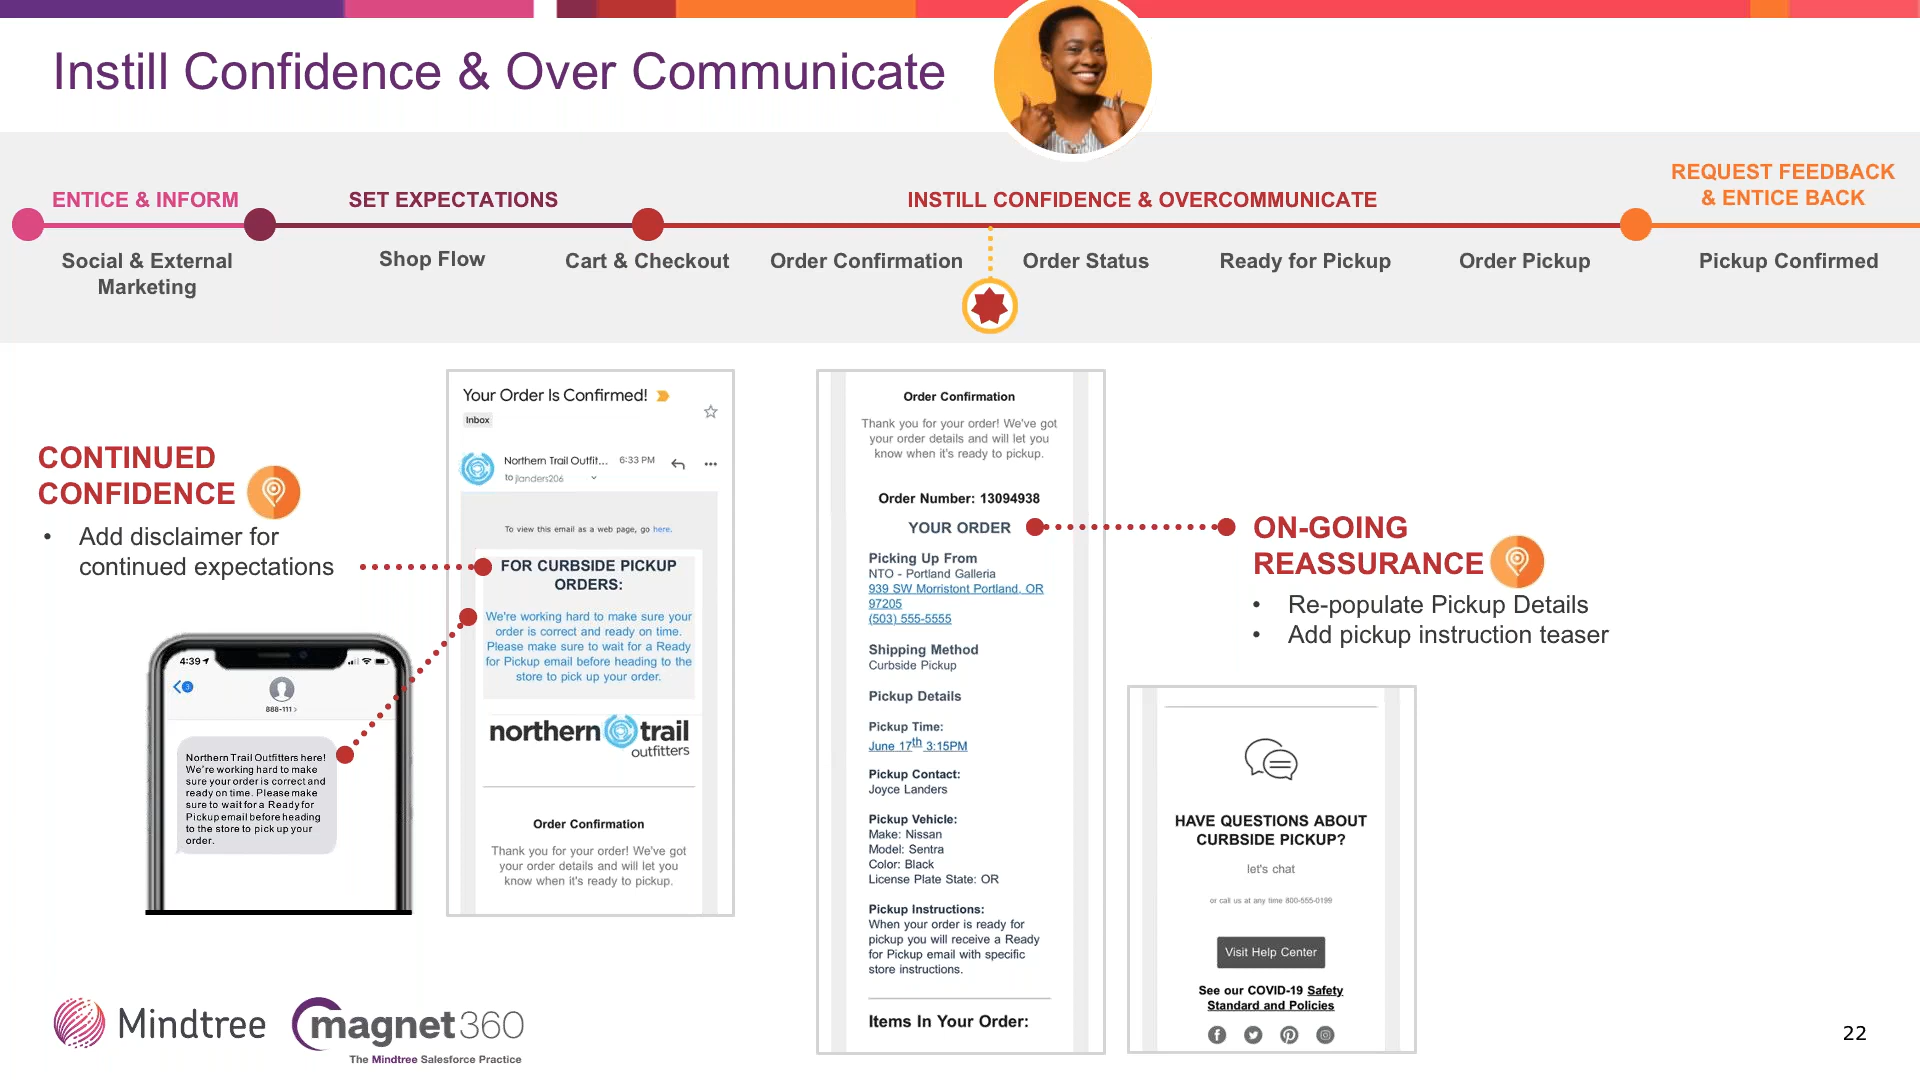 Instill Confidence & Over Communicate
ENTICE & INFORM
SET EXPECTATIONS
INSTILL CONFIDENCE & OVERCOMMUNICATE
REQUEST FEEDBACK
& ENTICE BACK
Social & External
Marketing
Shop Flow
Cart & Checkout
Order Confirmation
Order Status
Ready for Pickup
Order Pickup
Pickup Confirmed
CONTINUED
CONFIDENCE
• Add disclaimer for
continued expectations
4:39
3
888-111 >
Northern Trail Outfitters here!
We're working hard to make
sure your order is correct and
ready on time. Please make
sure to wait for a Ready for
Pickup email before heading
to the store to pick up your
order.
Your Order Is Confirmed!
Inbox
Northern Trail Outfit... 6:33 PM
to jlanders206
To view this email as a web page, go here.
FOR CURBSIDE PICKUP
ORDERS:
We're working hard to make sure your
order is correct and ready on time.
Please make sure to wait for a Ready
for Pickup email before heading to the
store to pick up your order.
northern trail
outfitters
Order Confirmation
Thank you for your order! We've got
your order details and will let you
know when it's ready to pickup.
Order Confirmation
Thank you for your order! We've got
your order details and will let you
know when it's ready to pickup.
Order Number: 13094938
YOUR ORDER
Picking Up From
NTO - Portland Galleria
939 SW Morristont Portland, OR
97205
(503) 555-5555
Shipping Method
Curbside Pickup
Pickup Details
Pickup Time:
June 17th 3:15PM
Pickup Contact:
Joyce Landers
Pickup Vehicle:
Make: Nissan
Model: Sentra
Color: Black
License Plate State: OR
Pickup Instructions:
When your order is ready for
pickup you will receive a Ready
for Pickup email with specific
store instructions.
Items In Your Order:
ON-GOING
REASSURANCE
• Re-populate Pickup Details
• Add pickup instruction teaser
HAVE QUESTIONS ABOUT
CURBSIDE PICKUP?
let's chat
or call us at any time 800-555-0199
Visit Help Center
See our COVID-19 Safety
Standard and Policies
Mindtree
magnet360
The Mindtree Salesforce Practice
22